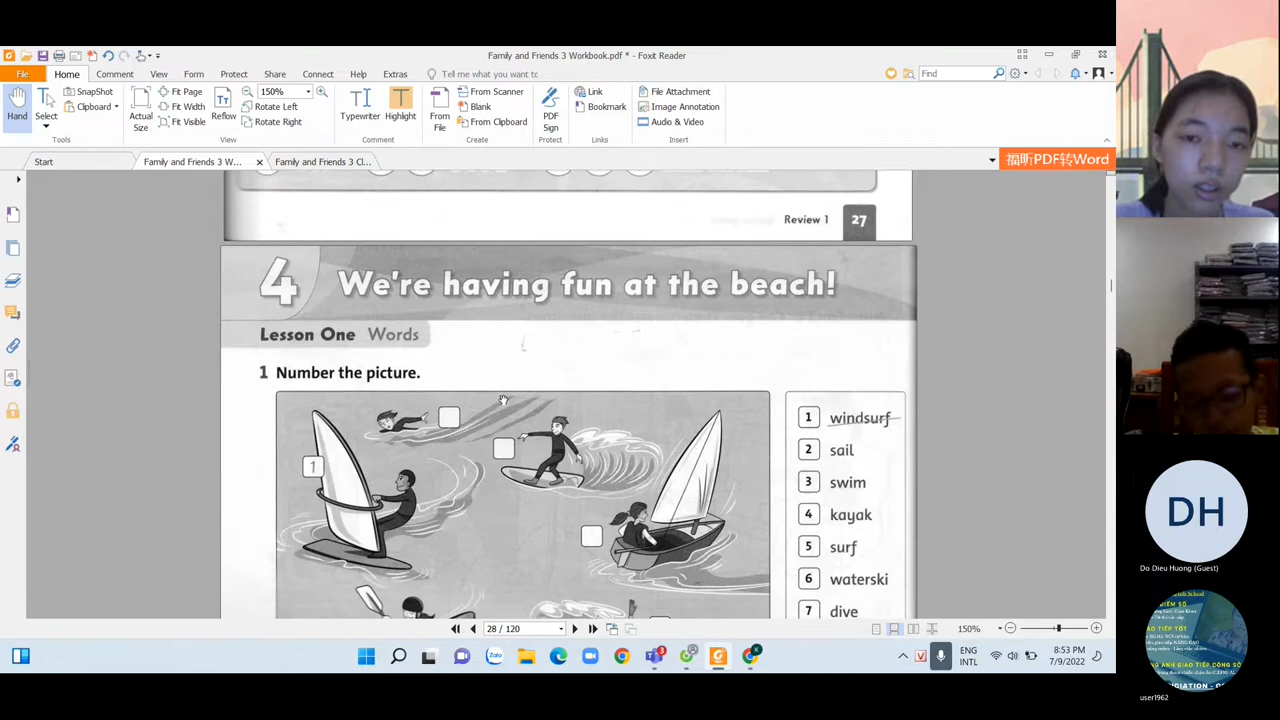 Family and Friends 3 Workbook.pdf * - Foxit Reader
File Home Comment View Form Protect Share Connect Help Extras Tell me what you want tc Find
Hand Select SnapShot Clipboard Tools
Actual Size Fit Page Fit Width Fit Visible Reflow 150% Rotate Left Rotate Right View
Typewriter Highlight Comment
From File From Scanner Blank From Clipboard Create
PDF Sign Protect
Link Bookmark Links
File Attachment Image Annotation Audio & Video Insert
Start Family and Friends 3 W... Family and Friends 3 Cl... 福昕PDF转Word
Review 1 27
4 We're having fun at the beach!
Lesson One Words
1 Number the picture.
1
1 windsurf
2 sail
3 swim
4 kayak
5 surf
6 waterski
7 dive
28 / 120 150%
Zalo
ENG INTL
8:53 PM
7/9/2022
DH
Do Dieu Huong (Guest)
user1962